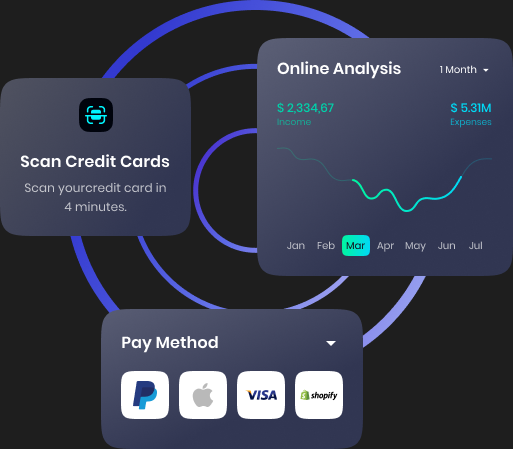 Online Analysis
1 Month
$ 2,334,67
Income
$ 5.31M
Expenses
Jan Feb Mar Apr May Jun Jul
Scan Credit Cards
Scan yourcredit card in
4 minutes.
Pay Method
VISA
shopify